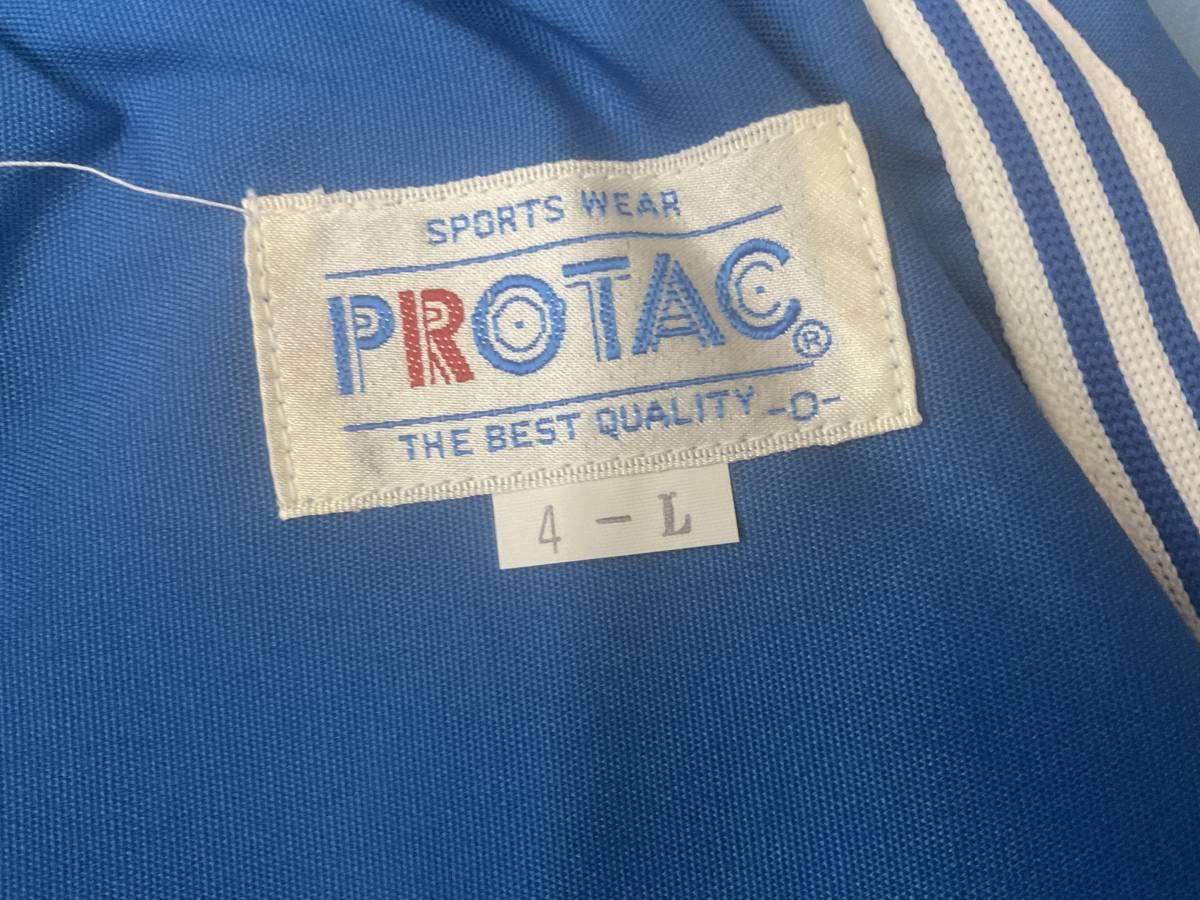 SPORTS WEAR
PROTAC®
THE BEST QUALITY -O-
4-L